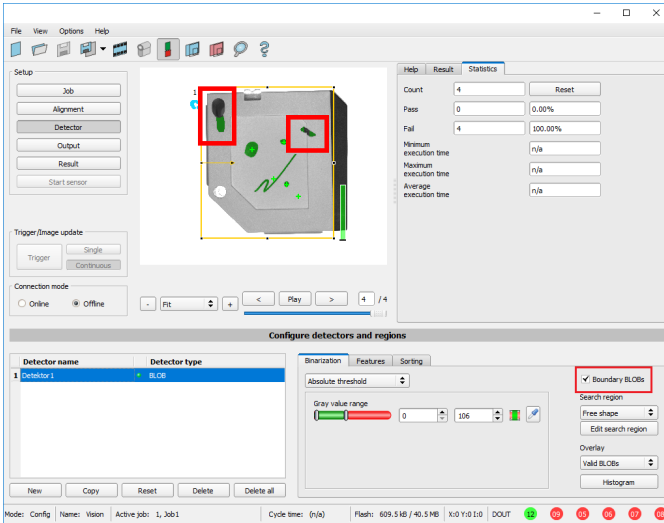 File View Options Help
Setup
Job
Alignment
Detector
Output
Result
Start sensor
Trigger/Image update
Trigger
Single
Continuous
Connection mode
Online Offline
1
- Fit + < Play > 4 /4
Help Result Statistics
Count 4 Reset
Pass 0 0.00%
Fail 4 100.00%
Minimum
execution time n/a
Maximum
execution time n/a
Average
execution time n/a
Configure detectors and regions
Detector name Detector type
1 Detektor1 BLOB
New Copy Reset Delete Delete all
Binarization Features Sorting
Absolute threshold
Gray value range
0 106
Boundary BLOBs
Search region
Free shape
Edit search region
Overlay
Valid BLOBs
Histogram
Mode: Config Name: Vision Active job: 1, Job1 Cycle time: (n/a) Flash: 609.5 kB / 40.5 MB X:0 Y:0 I:0 DOUT 12 09 05 06 07 08